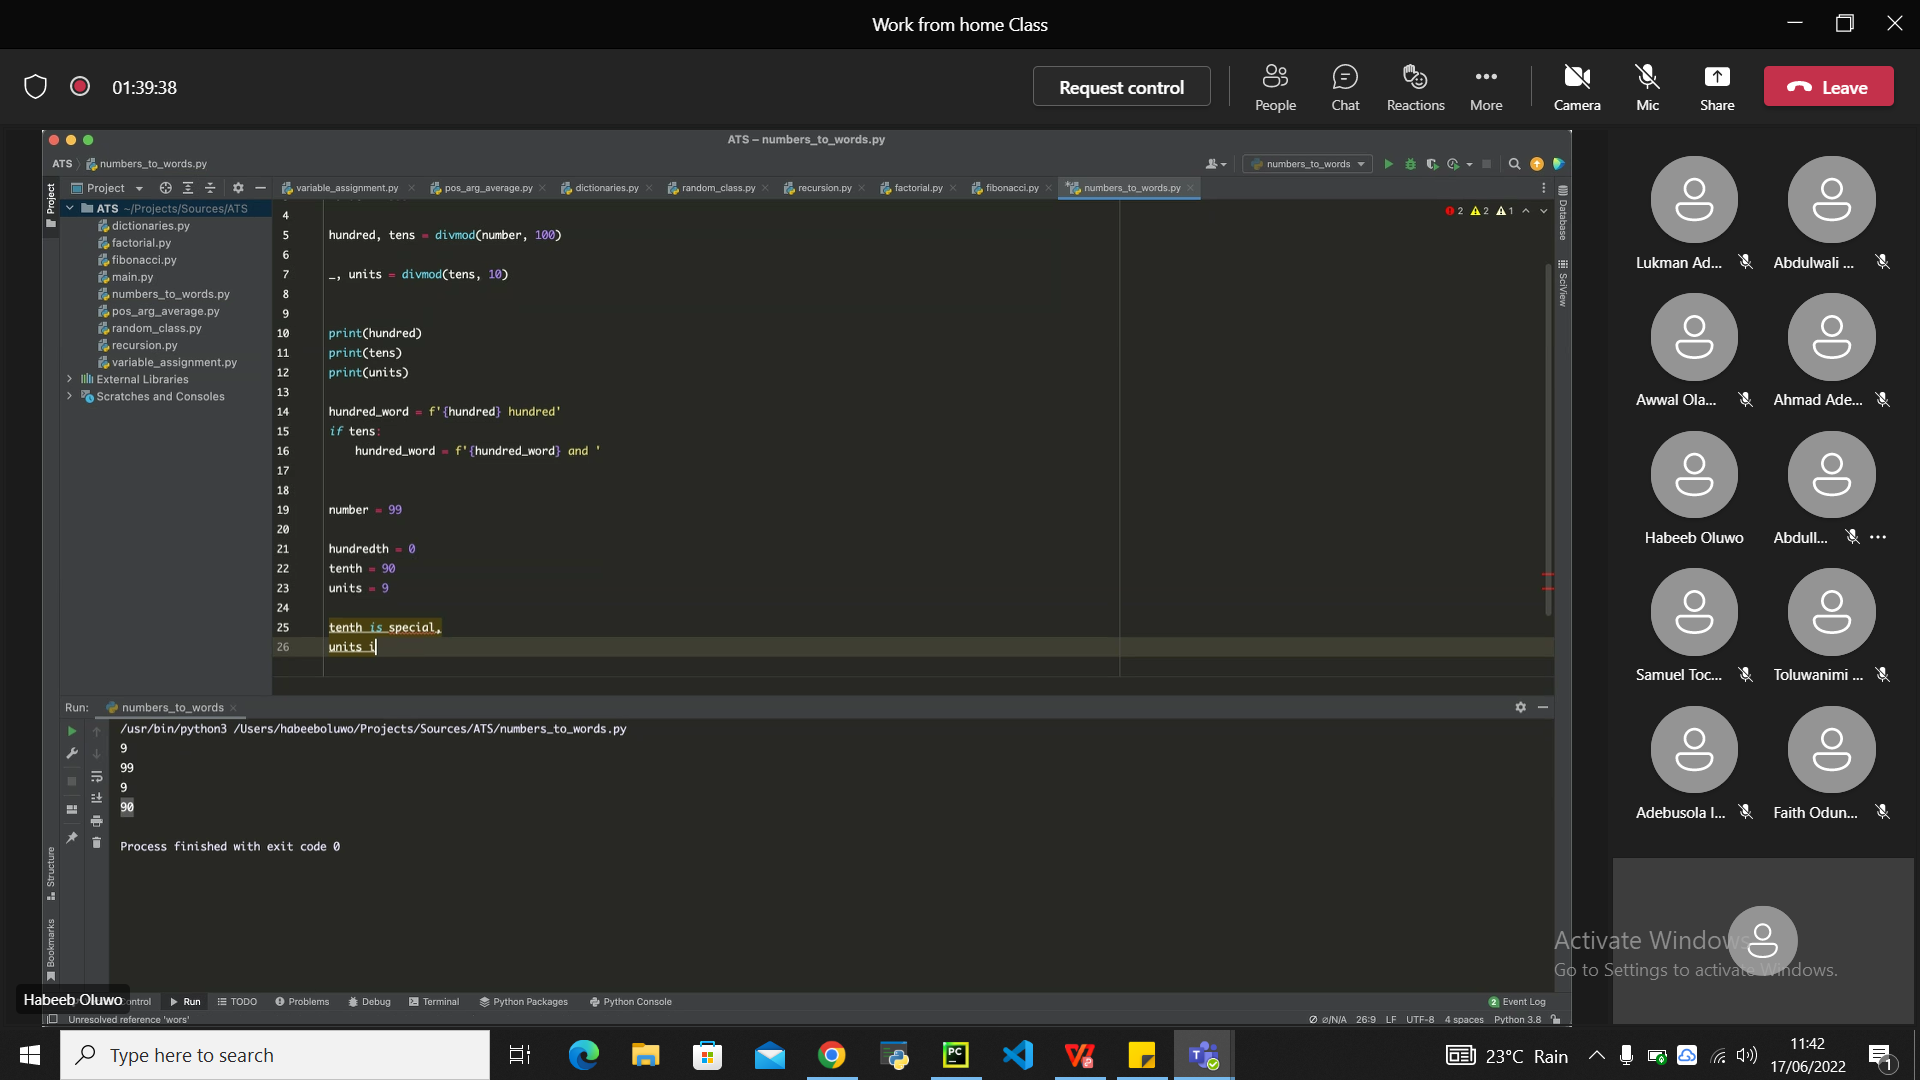 Work from home Class
01:39:38
Request control
People
Chat
Reactions
More
Camera
Mic
Share
Leave
ATS – numbers_to_words.py
ATS
numbers_to_words.py
numbers_to_words
Project
Project
variable_assignment.py
pos_arg_average.py
dictionaries.py
random_class.py
recursion.py
factorial.py
fibonacci.py
numbers_to_words.py
ATS ~/Projects/Sources/ATS
dictionaries.py
factorial.py
fibonacci.py
main.py
numbers_to_words.py
pos_arg_average.py
random_class.py
recursion.py
variable_assignment.py
External Libraries
Scratches and Consoles
2 2 1
Database
SciView
4
5 hundred, tens = divmod(number, 100)
6
7 _, units = divmod(tens, 10)
8
9
10 print(hundred)
11 print(tens)
12 print(units)
13
14 hundred_word = f'{hundred} hundred'
15 if tens:
16 hundred_word = f'{hundred_word} and '
17
18
19 number = 99
20
21 hundredth = 0
22 tenth = 90
23 units = 9
24
25 tenth is special,
26 units i
Run: numbers_to_words
/usr/bin/python3 /Users/habeeboluwo/Projects/Sources/ATS/numbers_to_words.py
9
99
9
90
Process finished with exit code 0
Structure
Bookmarks
Habeeb Oluwo
ontrol
Run
TODO
Problems
Debug
Terminal
Python Packages
Python Console
2 Event Log
Unresolved reference 'wors'
26:9 LF UTF-8 4 spaces Python 3.8
Lukman Ad...
Abdulwali ...
Awwal Ola...
Ahmad Ade...
Habeeb Oluwo
Abdull...
Samuel Toc...
Toluwanimi ...
Adebusola I...
Faith Odun...
Activate Windows
Go to Settings to activate Windows.
Type here to search
PC
23°C Rain
11:42
17/06/2022
1